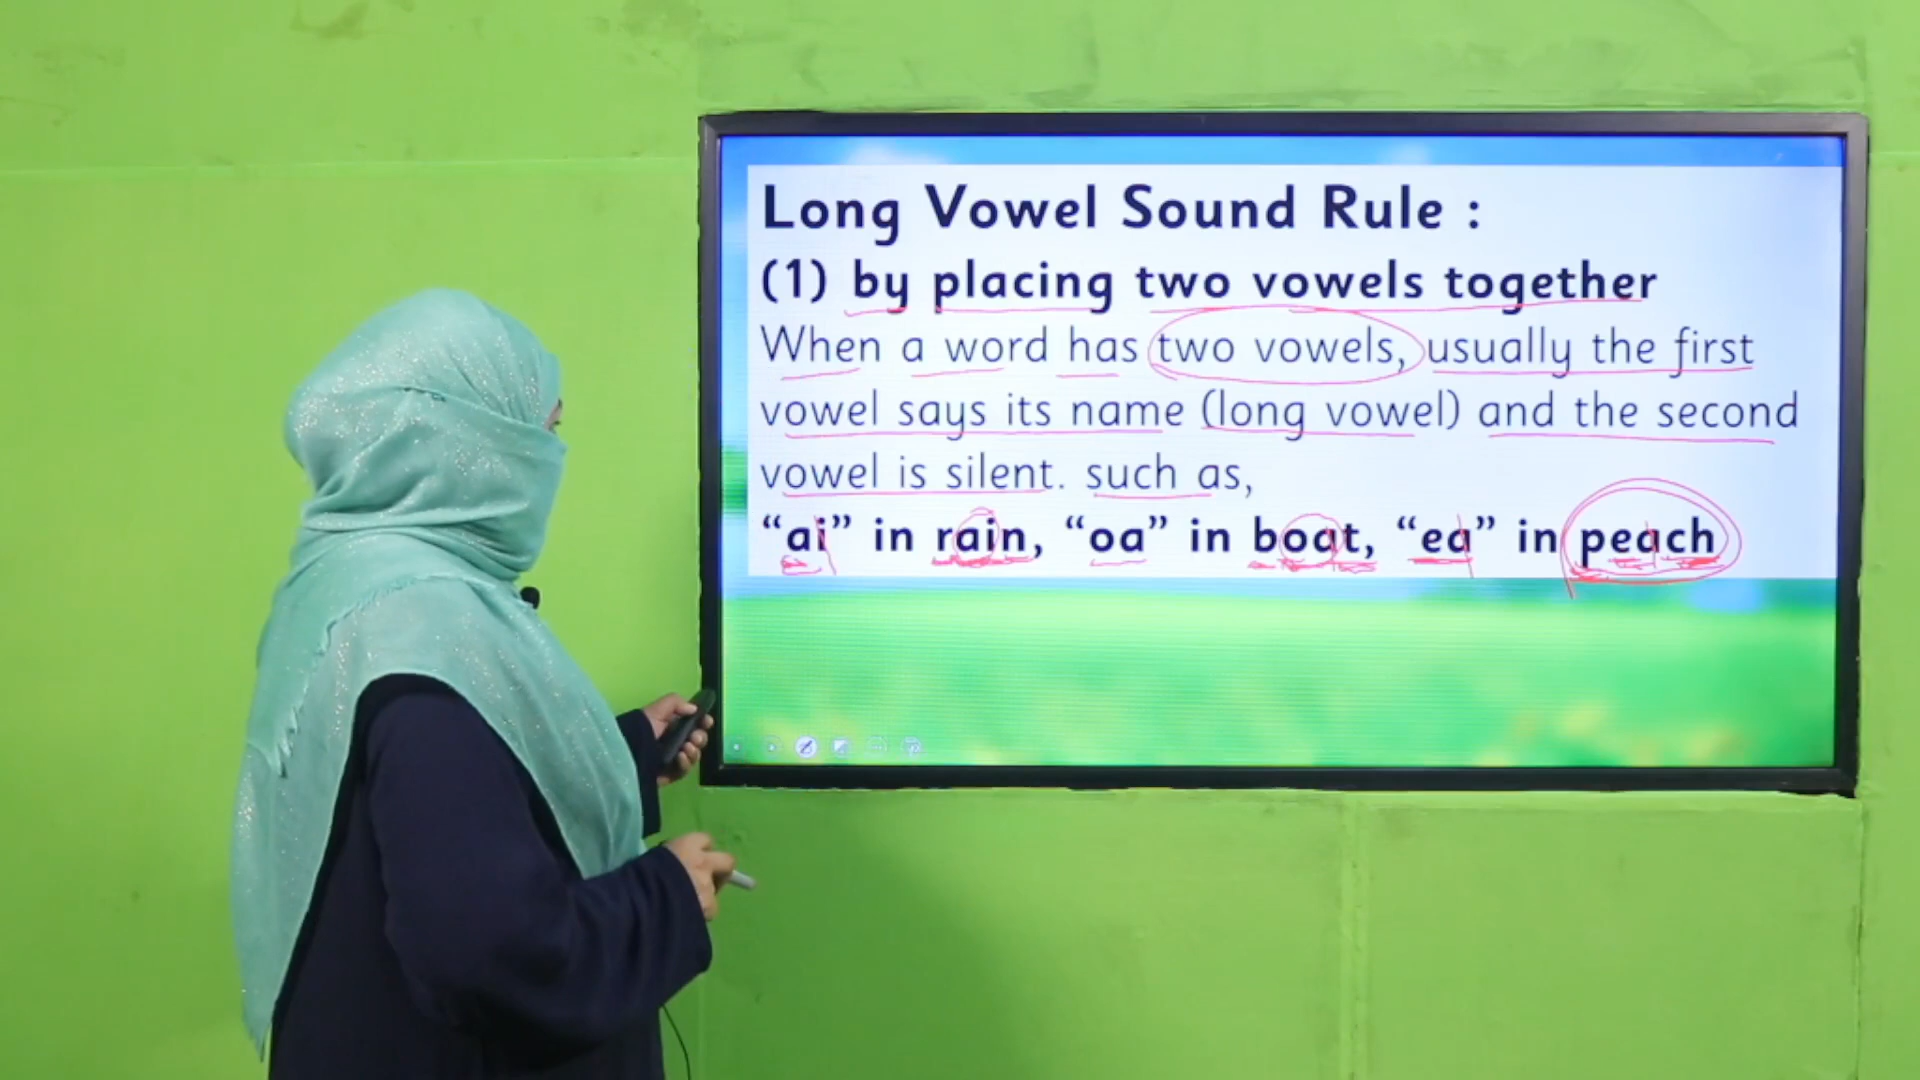 Long Vowel Sound Rule :
(1) by placing two vowels together
When a word has two vowels, usually the first
vowel says its name (long vowel) and the second
vowel is silent. such as,
“ai” in rain, “oa” in boat, “ea” in peach